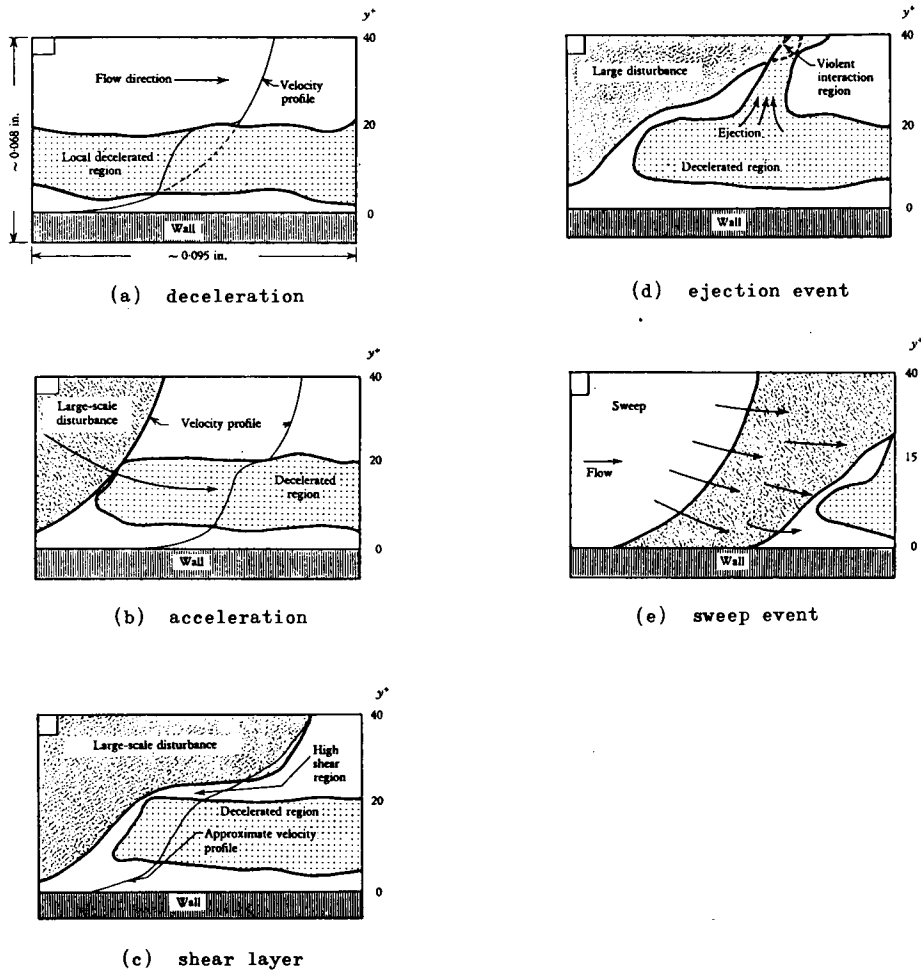 y⁺
40
Flow direction
Velocity
profile
20
Local decelerated
region
0
Wall
~ 0·068 in.
~ 0·095 in.
(a) deceleration
y⁺
40
Large-scale
disturbance
Velocity profile
20
Decelerated
region
0
Wall
(b) acceleration
y⁺
40
Large-scale disturbance
High
shear
region
20
Decelerated region
Approximate velocity
profile
0
Wall
(c) shear layer
y⁺
40
Large disturbance
Violent
interaction
region
20
Ejection
Decelerated region
0
Wall
(d) ejection event
y⁺
40
Sweep
15
Flow
0
Wall
(e) sweep event